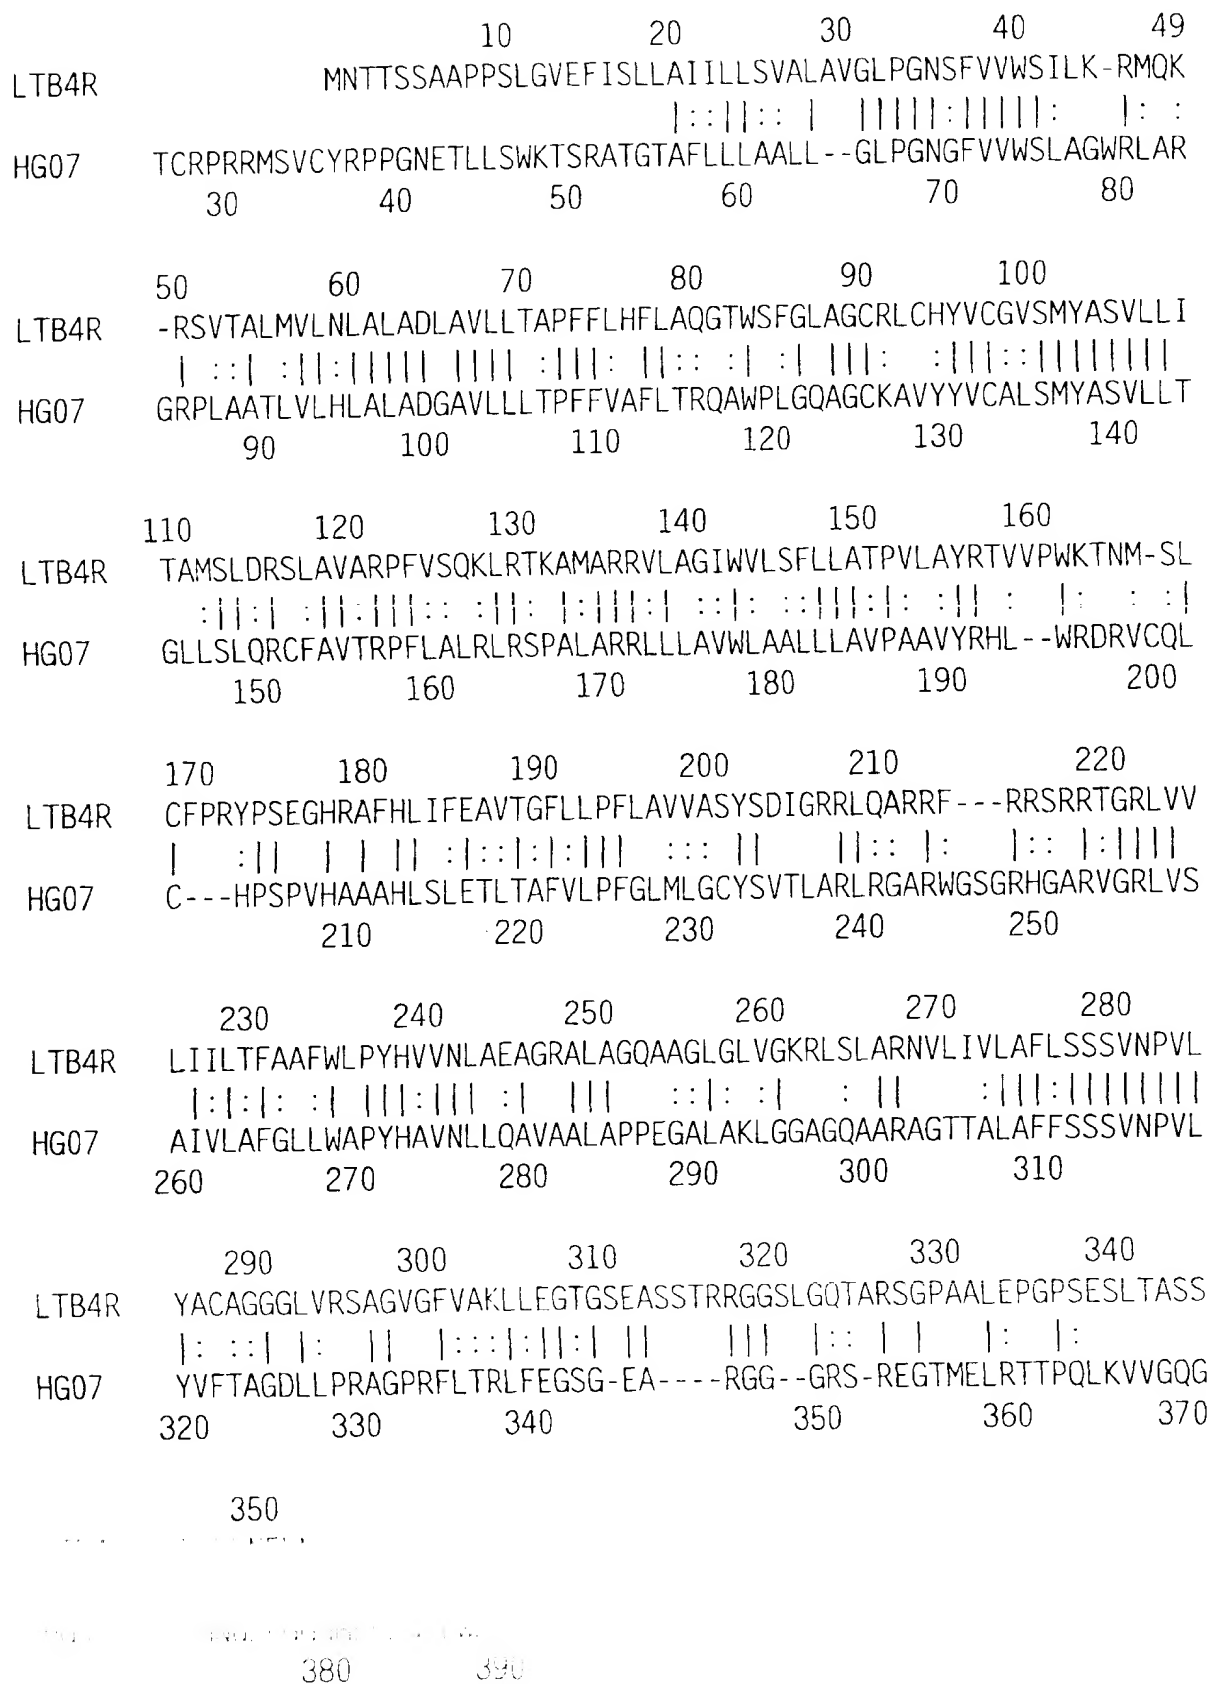 10 20 30 40 49
LTB4R MNTTSSAAPPSLGVEFISLLAIILLSVALAVGLPGNSFVVWSILK-RMQK
|::||:: | |||||:|||||: |: :
HG07 TCRPRRMSVCYRPPGNETLLSWKTSRATGTAFLLLAALL--GLPGNGFVVWSLAGWRLAR
30 40 50 60 70 80
50 60 70 80 90 100
LTB4R -RSVTALMVLNLALADLAVLLTAPFFLHFLAQGTWSFGLAGCRLCHYVCGVSMYASVLLI
| ::| :||:||||| |||| :|||: ||:: :| :| |||: :|||::||||||||
HG07 GRPLAATLVLHLALADGAVLLLTPFFVAFLTRQAWPLGQAGCKAVYYVCALSMYASVLLT
90 100 110 120 130 140
110 120 130 140 150 160
LTB4R TAMSLDRSLAVARPFVSQKLRTKAMARRVLAGIWVLSFLLATPVLAYRTVVPWKTNM-SL
:||:| :||:|||:: :||: |:|||:| ::|: ::|||:|: :|| : |: : :|
HG07 GLLSLQRCFAVTRPFLALRLRSPALARRLLLAVWLAALLLAVPAAVYRHL--WRDRVCQL
150 160 170 180 190 200
170 180 190 200 210 220
LTB4R CFPRYPSEGHRAFHLIFEAVTGFLLPFLAVVASYSDIGRRLQARRF---RRSRRTGRLVV
| :|| | | || :|::|:|:||| ::: || ||:: |: |:: |:||||
HG07 C---HPSPVHAAAHLSLETLTAFVLPFGLMLGCYSVTLARLRGARWGSGRHGARVGRLVS
210 220 230 240 250
230 240 250 260 270 280
LTB4R LIILTFAAFWLPYHVVNLAEAGRALAGQAAGLGLVGKRLSLARNVLIVLAFLSSSVNPVL
|:|:|: :| |||:||| :| ||| ::|: :| : || :|||:||||||||
HG07 AIVLAFGLLWAPYHAVNLLQAVAALAPPEGALAKLGGAGQAARAGTTALAFFSSSVNPVL
260 270 280 290 300 310
290 300 310 320 330 340
LTB4R YACAGGGLVRSAGVGFVAKLLEGTGSEASSTRRGGSLGQTARSGPAALEPGPSESLTASS
|: ::| |: || |:::|:||:| || ||| |:: | | |: |:
HG07 YVFTAGDLLPRAGPRFLTRLFEGSG-EA----RGG--GRS-REGTMELRTTPQLKVVGQG
320 330 340 350 360 370
350
380 390